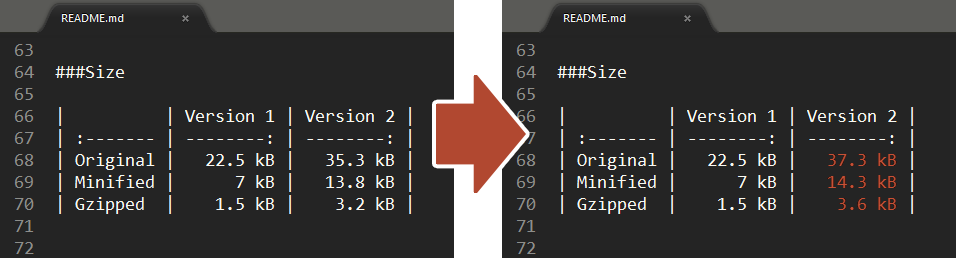 README.md ×
63
64 ###Size
65
66 |          | Version 1 | Version 2 |
67 | :------- | --------: | --------: |
68 | Original |   22.5 kB |   35.3 kB |
69 | Minified |      7 kB |   13.8 kB |
70 | Gzipped  |    1.5 kB |    3.2 kB |
71
72
README.md ×
63
64 ###Size
65
66 |          | Version 1 | Version 2 |
7 | :------- | --------: | --------: |
68 | Original |   22.5 kB |   37.3 kB |
69 | Minified |      7 kB |   14.3 kB |
70 | Gzipped  |    1.5 kB |    3.6 kB |
71
72